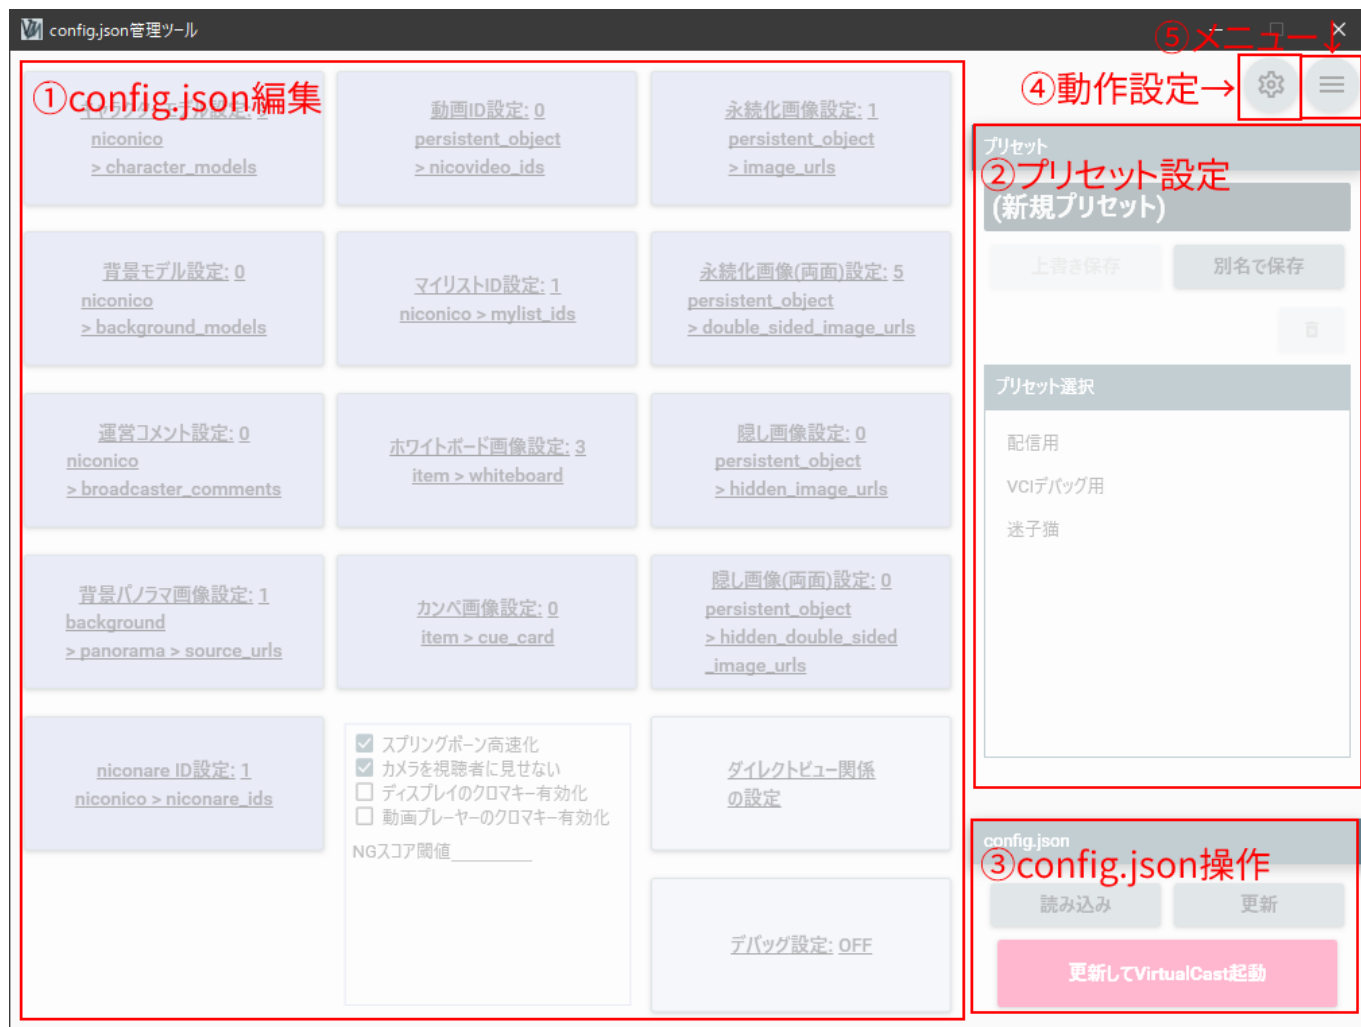 config.json管理ツール
⑤メニュー↓
④動作設定→
①config.json編集
キャラクターモデル設定: 0
niconico
> character_models
動画ID設定: 0
persistent_object
> nicovideo_ids
永続化画像設定: 1
persistent_object
> image_urls
背景モデル設定: 0
niconico
> background_models
マイリストID設定: 1
niconico > mylist_ids
永続化画像(両面)設定: 5
persistent_object
> double_sided_image_urls
運営コメント設定: 0
niconico
> broadcaster_comments
ホワイトボード画像設定: 3
item > whiteboard
隠し画像設定: 0
persistent_object
> hidden_image_urls
背景パノラマ画像設定: 1
background
> panorama > source_urls
カンペ画像設定: 0
item > cue_card
隠し画像(両面)設定: 0
persistent_object
> hidden_double_sided
_image_urls
niconare ID設定: 1
niconico > niconare_ids
スプリングボーン高速化
カメラを視聴者に見せない
ディスプレイのクロマキー有効化
動画プレーヤーのクロマキー有効化
NGスコア閾値
ダイレクトビュー関係
の設定
デバッグ設定: OFF
プリセット
②プリセット設定
(新規プリセット)
上書き保存
別名で保存
プリセット選択
配信用
VCIデバッグ用
迷子猫
config.json
③config.json操作
読み込み
更新
更新してVirtualCast起動